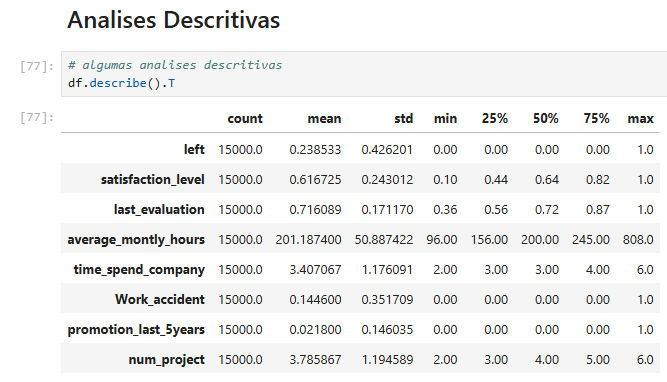 Analises Descritivas
[77]: # algumas analises descritivas
df.describe().T
[77]: count mean std min 25% 50% 75% max
left 15000.0 0.238533 0.426201 0.00 0.00 0.00 0.00 1.0
satisfaction_level 15000.0 0.616725 0.243012 0.10 0.44 0.64 0.82 1.0
last_evaluation 15000.0 0.716089 0.171170 0.36 0.56 0.72 0.87 1.0
average_montly_hours 15000.0 201.187400 50.887422 96.00 156.00 200.00 245.00 808.0
time_spend_company 15000.0 3.407067 1.176091 2.00 3.00 3.00 4.00 6.0
Work_accident 15000.0 0.144600 0.351709 0.00 0.00 0.00 0.00 1.0
promotion_last_5years 15000.0 0.021800 0.146035 0.00 0.00 0.00 0.00 1.0
num_project 15000.0 3.785867 1.194589 2.00 3.00 4.00 5.00 6.0